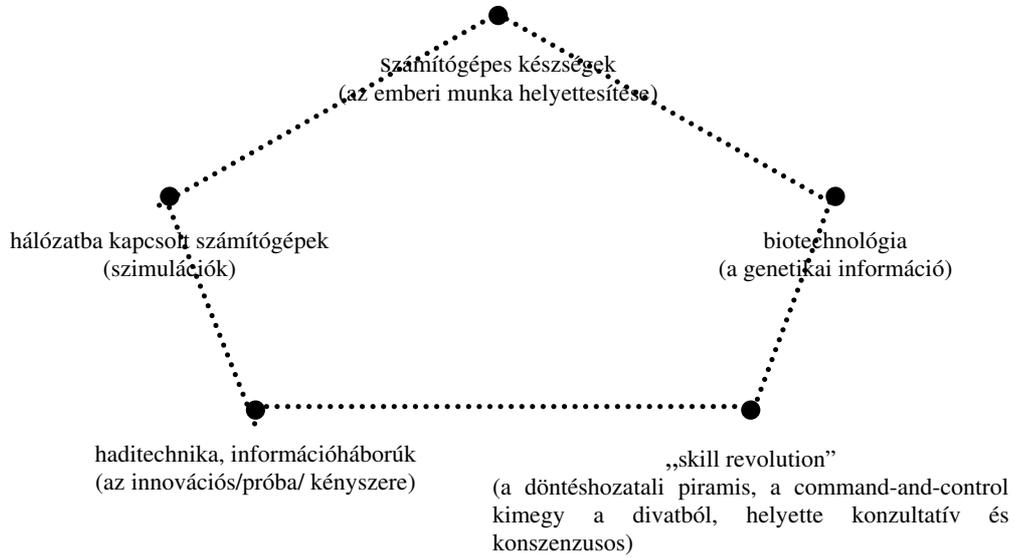 Számítógépes készségek
(az emberi munka helyettesítése)
hálózatba kapcsolt számítógépek
(szimulációk)
biotechnológia
(a genetikai információ)
haditechnika, információháborúk
(az innovációs/próba/ kényszere)
„skill revolution”
(a döntéshozatali piramis, a command-and-control
kimegy a divatból, helyette konzultatív és
konszenzusos)